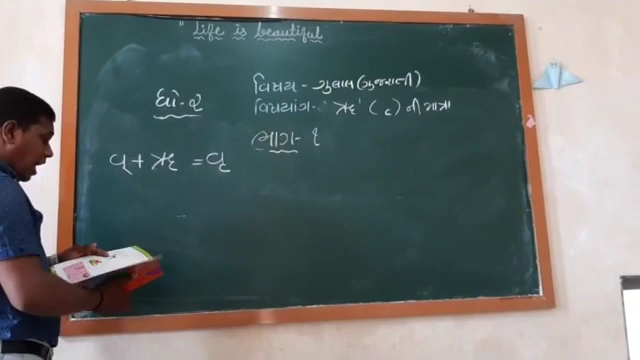 "Life is beautiful
ધો-૨
વિષય - ગુલાલ (ગુજરાતી)
વિષયાંગ - ઋ ( ૃ ) ની માત્રા
ભાગ - ૧
વ્ + ઋ = વૃ